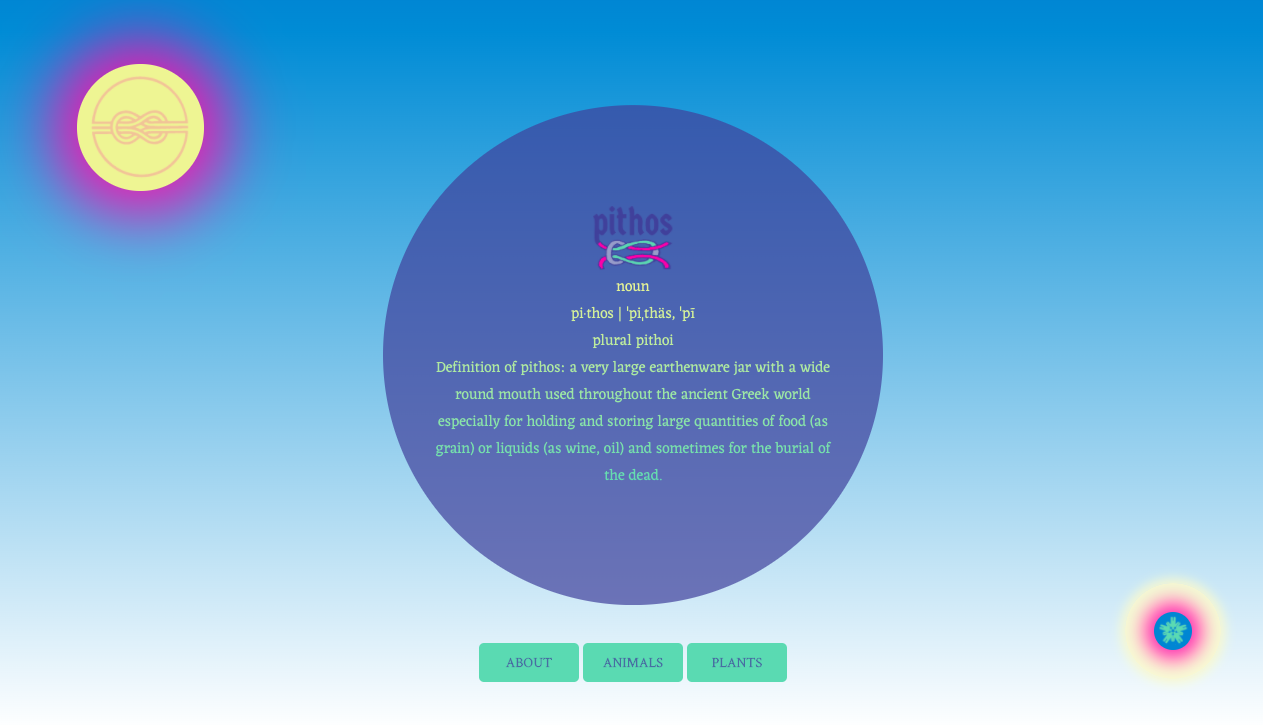 pithos
noun
pi·thos | ˈpiˌthäs, ˈpī
plural pithoi
Definition of pithos: a very large earthenware jar with a wide
round mouth used throughout the ancient Greek world
especially for holding and storing large quantities of food (as
grain) or liquids (as wine, oil) and sometimes for the burial of
the dead.
ABOUT ANIMALS PLANTS